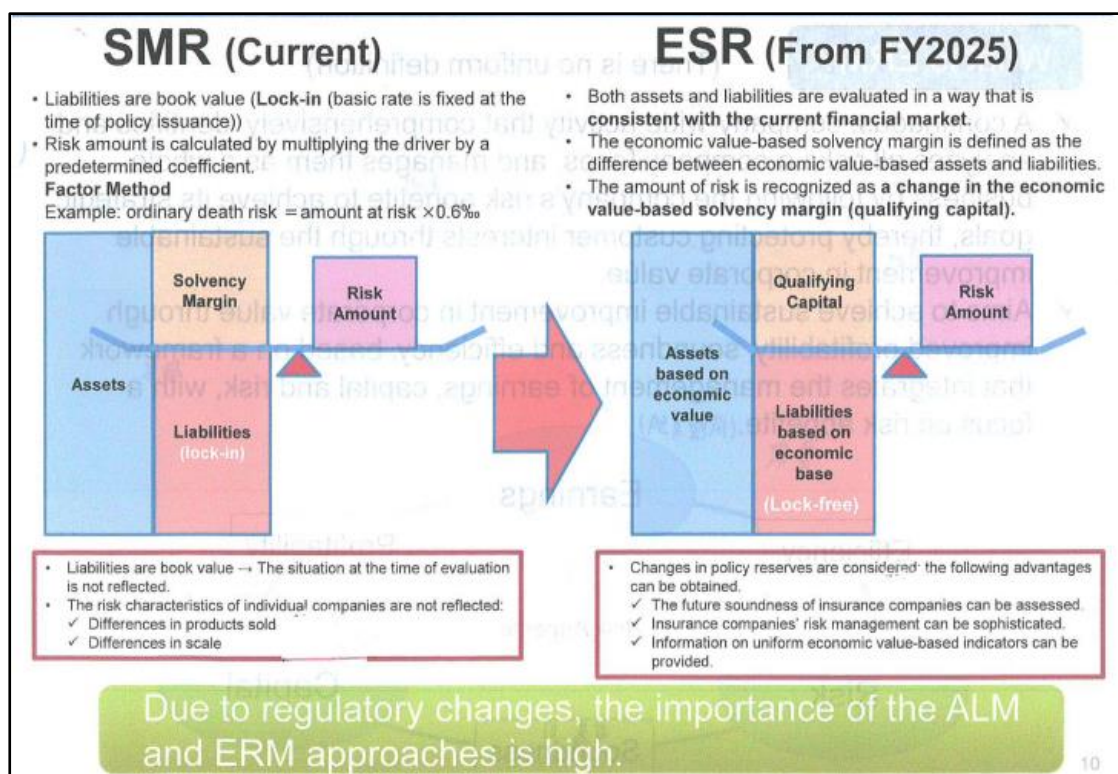 SMR (Current)
• Liabilities are book value (Lock-in (basic rate is fixed at the
time of policy issuance))
• Risk amount is calculated by multiplying the driver by a
predetermined coefficient.
Factor Method
Example: ordinary death risk = amount at risk ×0.6‰
Solvency
Margin
Risk
Amount
Assets
Liabilities
(lock-in)
• Liabilities are book value → The situation at the time of evaluation
is not reflected.
• The risk characteristics of individual companies are not reflected:
✓ Differences in products sold
✓ Differences in scale
ESR (From FY2025)
• Both assets and liabilities are evaluated in a way that is
consistent with the current financial market.
• The economic value-based solvency margin is defined as the
difference between economic value-based assets and liabilities.
• The amount of risk is recognized as a change in the economic
value-based solvency margin (qualifying capital).
Qualifying
Capital
Risk
Amount
Assets
based on
economic
value
Liabilities
based on
economic
base
(Lock-free)
• Changes in policy reserves are considered the following advantages
can be obtained.
✓ The future soundness of insurance companies can be assessed.
✓ Insurance companies' risk management can be sophisticated.
✓ Information on uniform economic value-based indicators can be
provided.
Due to regulatory changes, the importance of the ALM
and ERM approaches is high.
10